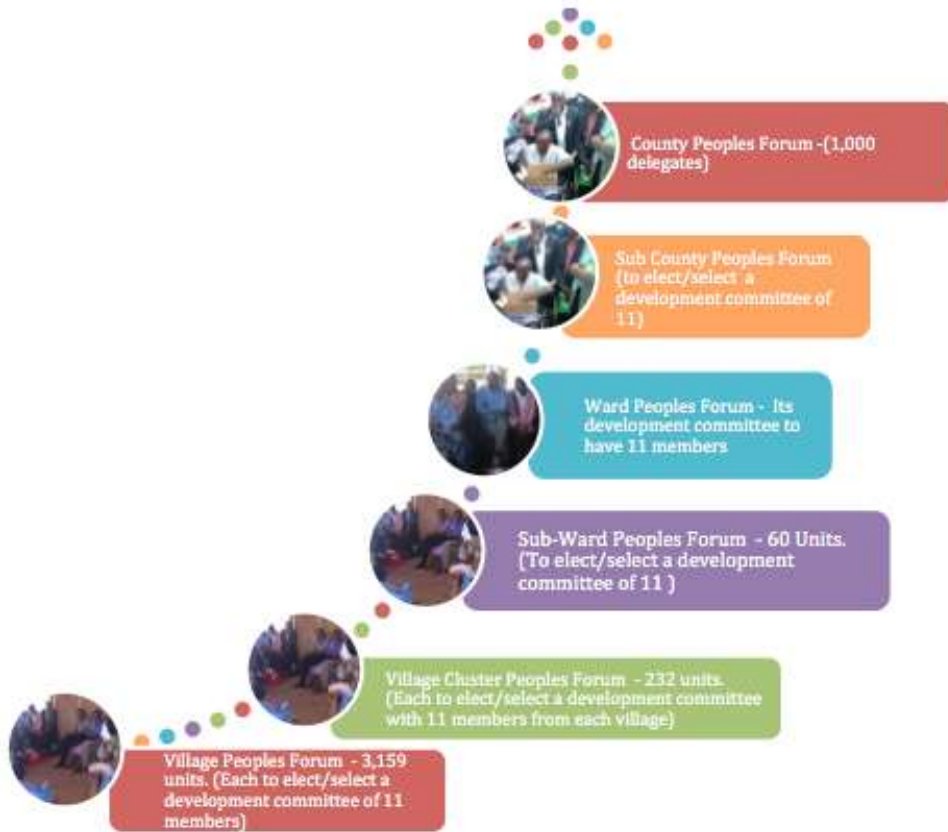 County Peoples Forum -(1,000
delegates)
Sub County Peoples Forum
(to elect/select a
development committee of
11)
Ward Peoples Forum - Its
development committee to
have 11 members
Sub-Ward Peoples Forum - 60 Units.
(To elect/select a development
committee of 11 )
Village Cluster Peoples Forum - 232 units.
(Each to elect/select a development committee
with 11 members from each village)
Village Peoples Forum - 3,159
units. (Each to elect/select a
development committee of 11
members)